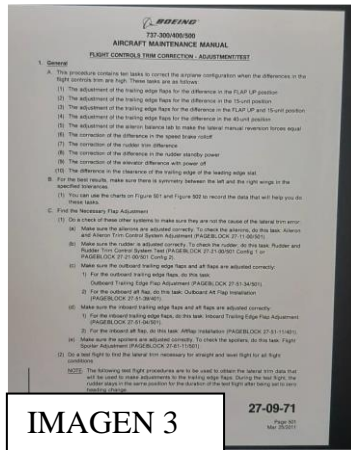 BOEING
737-300/400/500
AIRCRAFT MAINTENANCE MANUAL
FLIGHT CONTROLS TRIM CORRECTION - ADJUSTMENT/TEST
1. General
A. This procedure contains ten tasks to correct the airplane configuration when the differences in the
flight controls trim are high. These tasks are as follows:
(1) The adjustment of the trailing edge flaps for the difference in the FLAP UP position
(2) The adjustment of the trailing edge flaps for the difference in the 15-unit position
(3) The adjustment of the trailing edge flaps for the difference in the FLAP UP and 15-unit position
(4) The adjustment of the trailing edge flaps for the difference in the 40-unit position
(5) The adjustment of the aileron balance tab to make the lateral manual reversion forces equal
(6) The correction of the difference in the speed brake rolloff
(7) The correction of the rudder trim difference
(8) The correction of the difference in the rudder standby power
(9) The correction of the elevator difference with power off
(10) The difference in the clearance of the trailing edge of the leading edge slat.
B. For the best results, make sure there is symmetry between the left and the right wings in the
specified tolerances.
(1) You can use the charts on Figure 501 and Figure 502 to record the data that will help you do
these tasks.
C. Find the Necessary Flap Adjustment
(1) Do a check of these other systems to make sure they are not the cause of the lateral trim error:
(a) Make sure the ailerons are adjusted correctly. To check the ailerons, do this task: Aileron
and Aileron Trim Control System Adjustment (PAGEBLOCK 27-11-00/501)
(b) Make sure the rudder is adjusted correctly. To check the rudder, do this task: Rudder and
Rudder Trim Control System Test (PAGEBLOCK 27-21-00/501 Config 1 or
PAGEBLOCK 27-21-00/501 Config 2)
(c) Make sure the outboard trailing edge flaps and aft flaps are adjusted correctly:
1) For the outboard trailing edge flaps, do this task:
Outboard Trailing Edge Flap Adjustment (PAGEBLOCK 27-51-34/501)
2) For the outboard aft flap, do this task: Outboard Aft Flap Installation
(PAGEBLOCK 27-51-39/401).
(d) Make sure the inboard trailing edge flaps and aft flaps are adjusted correctly:
1) For the inboard trailing edge flaps, do this task: Inboard Trailing Edge Flap Adjustment
(PAGEBLOCK 27-51-04/501)
2) For the inboard aft flap, do this task: Aftflap Installation (PAGEBLOCK 27-51-11/401).
(e) Make sure the spoilers are adjusted correctly. To check the spoilers, do this task: Flight
Spoiler Adjustment (PAGEBLOCK 27-61-11/501)
(2) Do a test flight to find the lateral trim necessary for straight and level flight for all flight
conditions
NOTE: The following test flight procedures are to be used to obtain the lateral trim data that
will be used to make adjustments to the trailing edge flaps. During the test flight, the
rudder stays in the same position for the duration of the test flight after being set to zero
heading change.
27-09-71
Page 501
Mar 25/2011
IMAGEN 3